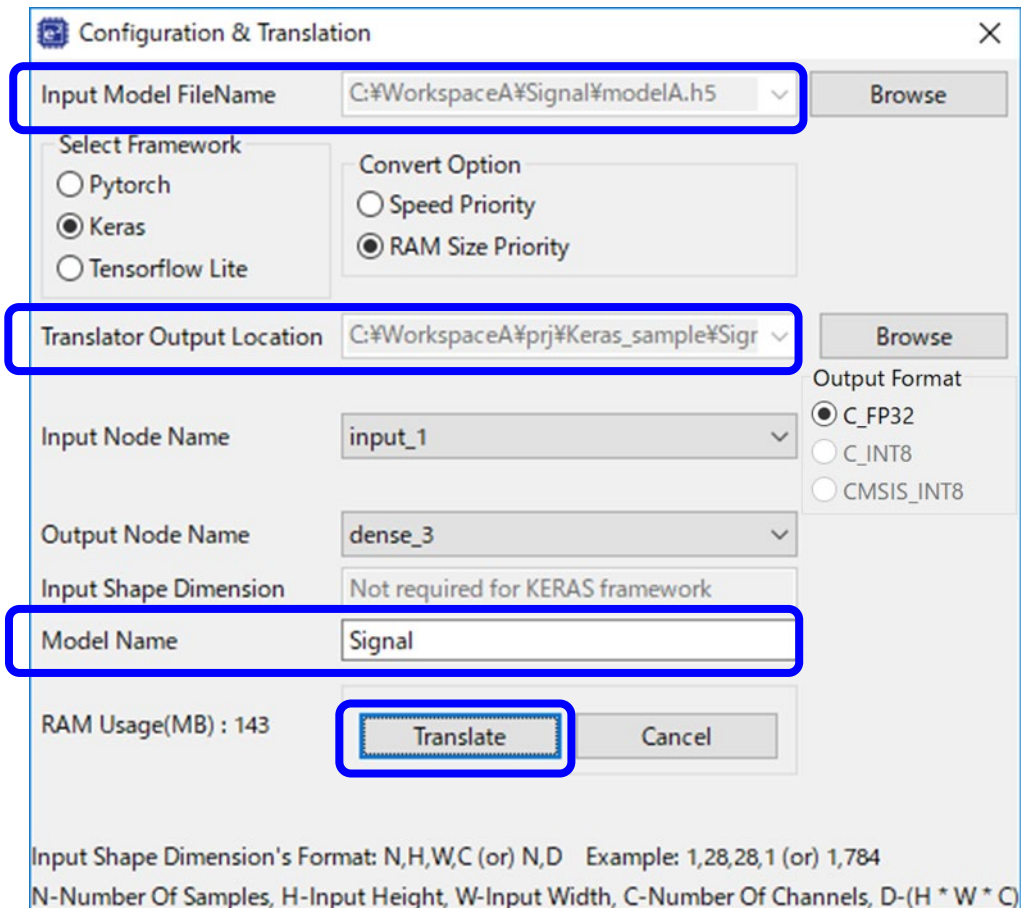 Configuration & Translation
Input Model FileName C:¥WorkspaceA¥Signal¥modelA.h5 Browse
Select Framework
Convert Option
Pytorch
Speed Priority
Keras
RAM Size Priority
Tensorflow Lite
Translator Output Location C:¥WorkspaceA¥prj¥Keras_sample¥Sigr Browse
Output Format
C_FP32
Input Node Name input_1
C_INT8
CMSIS_INT8
Output Node Name dense_3
Input Shape Dimension Not required for KERAS framework
Model Name Signal
RAM Usage(MB) : 143 Translate Cancel
Input Shape Dimension's Format: N,H,W,C (or) N,D Example: 1,28,28,1 (or) 1,784
N-Number Of Samples, H-Input Height, W-Input Width, C-Number Of Channels, D-(H * W * C)